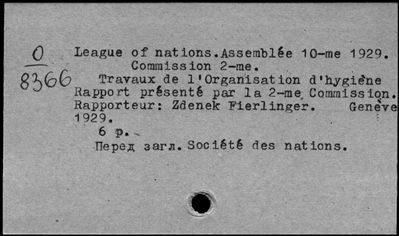 О
8366
League of nations.Assemblée 10-me 1929.
Commission 2-me.
Travaux de l'Organisation d'hygiène
Rapport présenté par la 2-me Commission.
Rapporteur: Zdenek Fierlinger. Genève
1929.
6 р.
Перед загл. Société des nations.